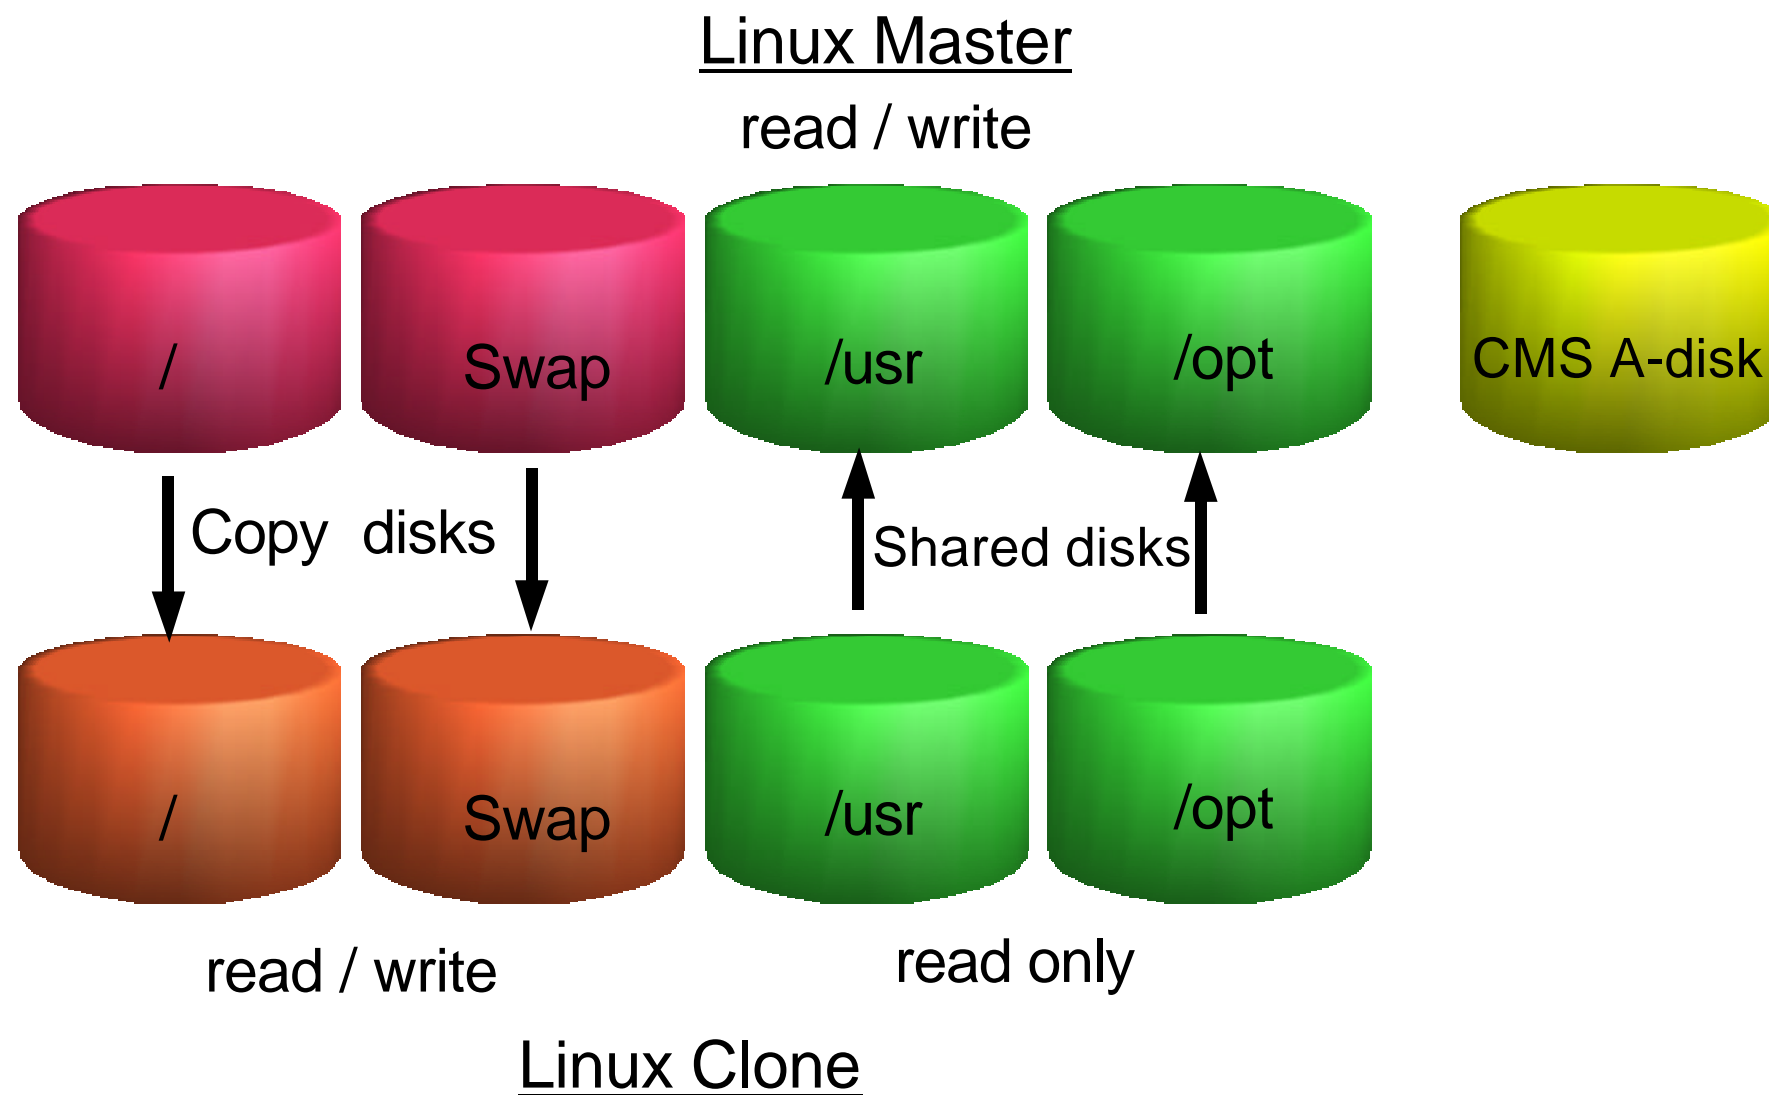 Linux Master
read / write
/ Swap /usr /opt CMS A-disk
Copy disks Shared disks
/ Swap /usr /opt
read / write read only
Linux Clone